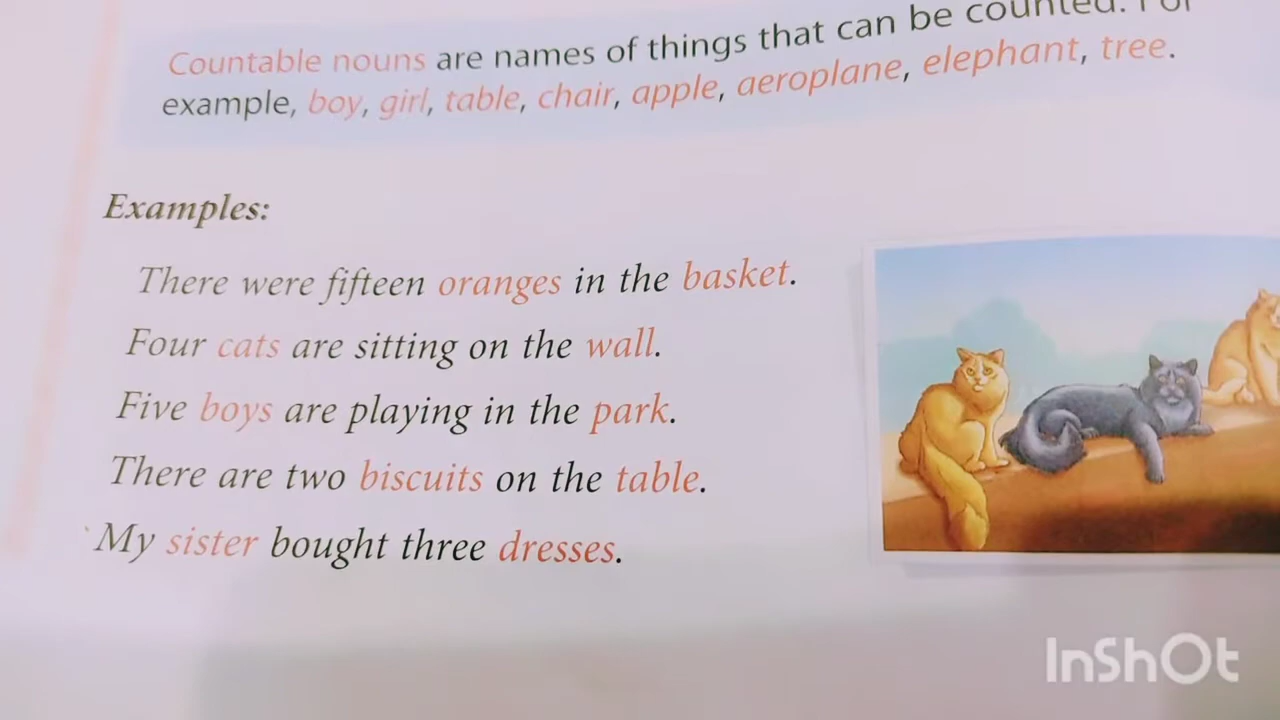 Countable nouns are names of things that can be counted. For
example, boy, girl, table, chair, apple, aeroplane, elephant, tree.
Examples:
There were fifteen oranges in the basket.
Four cats are sitting on the wall.
Five boys are playing in the park.
There are two biscuits on the table.
My sister bought three dresses.
InShOt